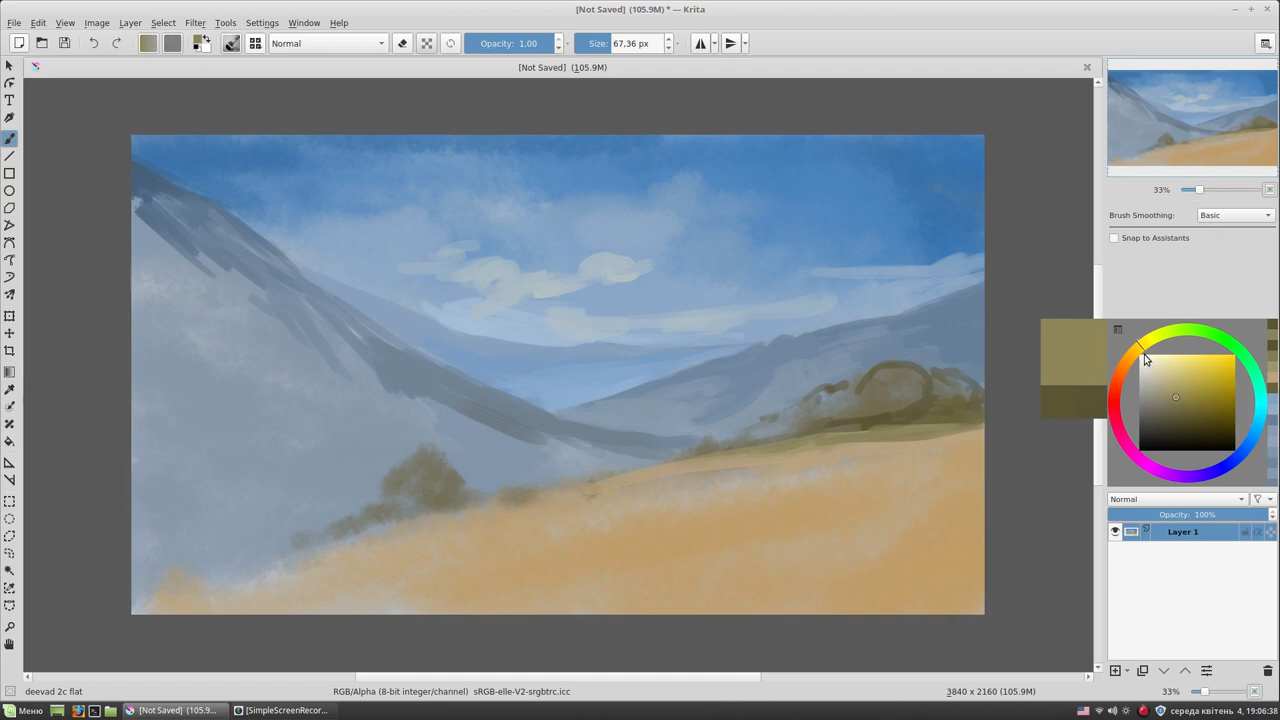 [Not Saved] (105.9M) * — Krita
File Edit View Image Layer Select Filter Tools Settings Window Help
Normal Opacity: 1,00 Size: 67,36 px
[Not Saved] (105.9M)
33%
Brush Smoothing: Basic
Snap to Assistants
Normal
Opacity: 100%
Layer 1
deevad 2c flat RGB/Alpha (8-bit integer/channel) sRGB-elle-V2-srgbtrc.icc 3840 x 2160 (105.9M) 33%
Меню [Not Saved] (105.9... [SimpleScreenRecor... середа квітень 4, 19:06:38